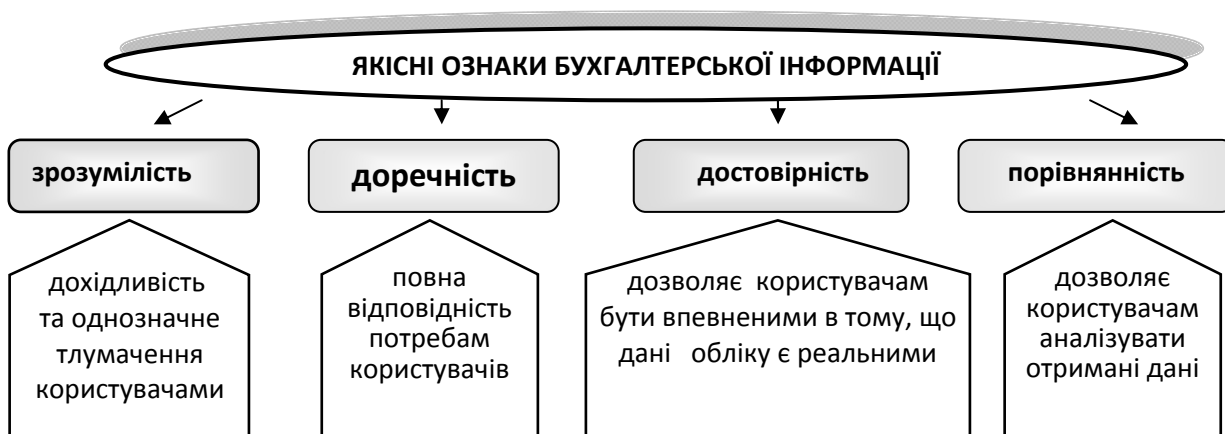 ЯКІСНІ ОЗНАКИ БУХГАЛТЕРСЬКОЇ ІНФОРМАЦІЇ
зрозумілість
доречність
достовірність
порівнянність
дохідливість
та однозначне
тлумачення
користувачами
повна
відповідність
потребам
користувачів
дозволяє користувачам
бути впевненими в тому, що
дані обліку є реальними
дозволяє
користувачам
аналізувати
отримані дані